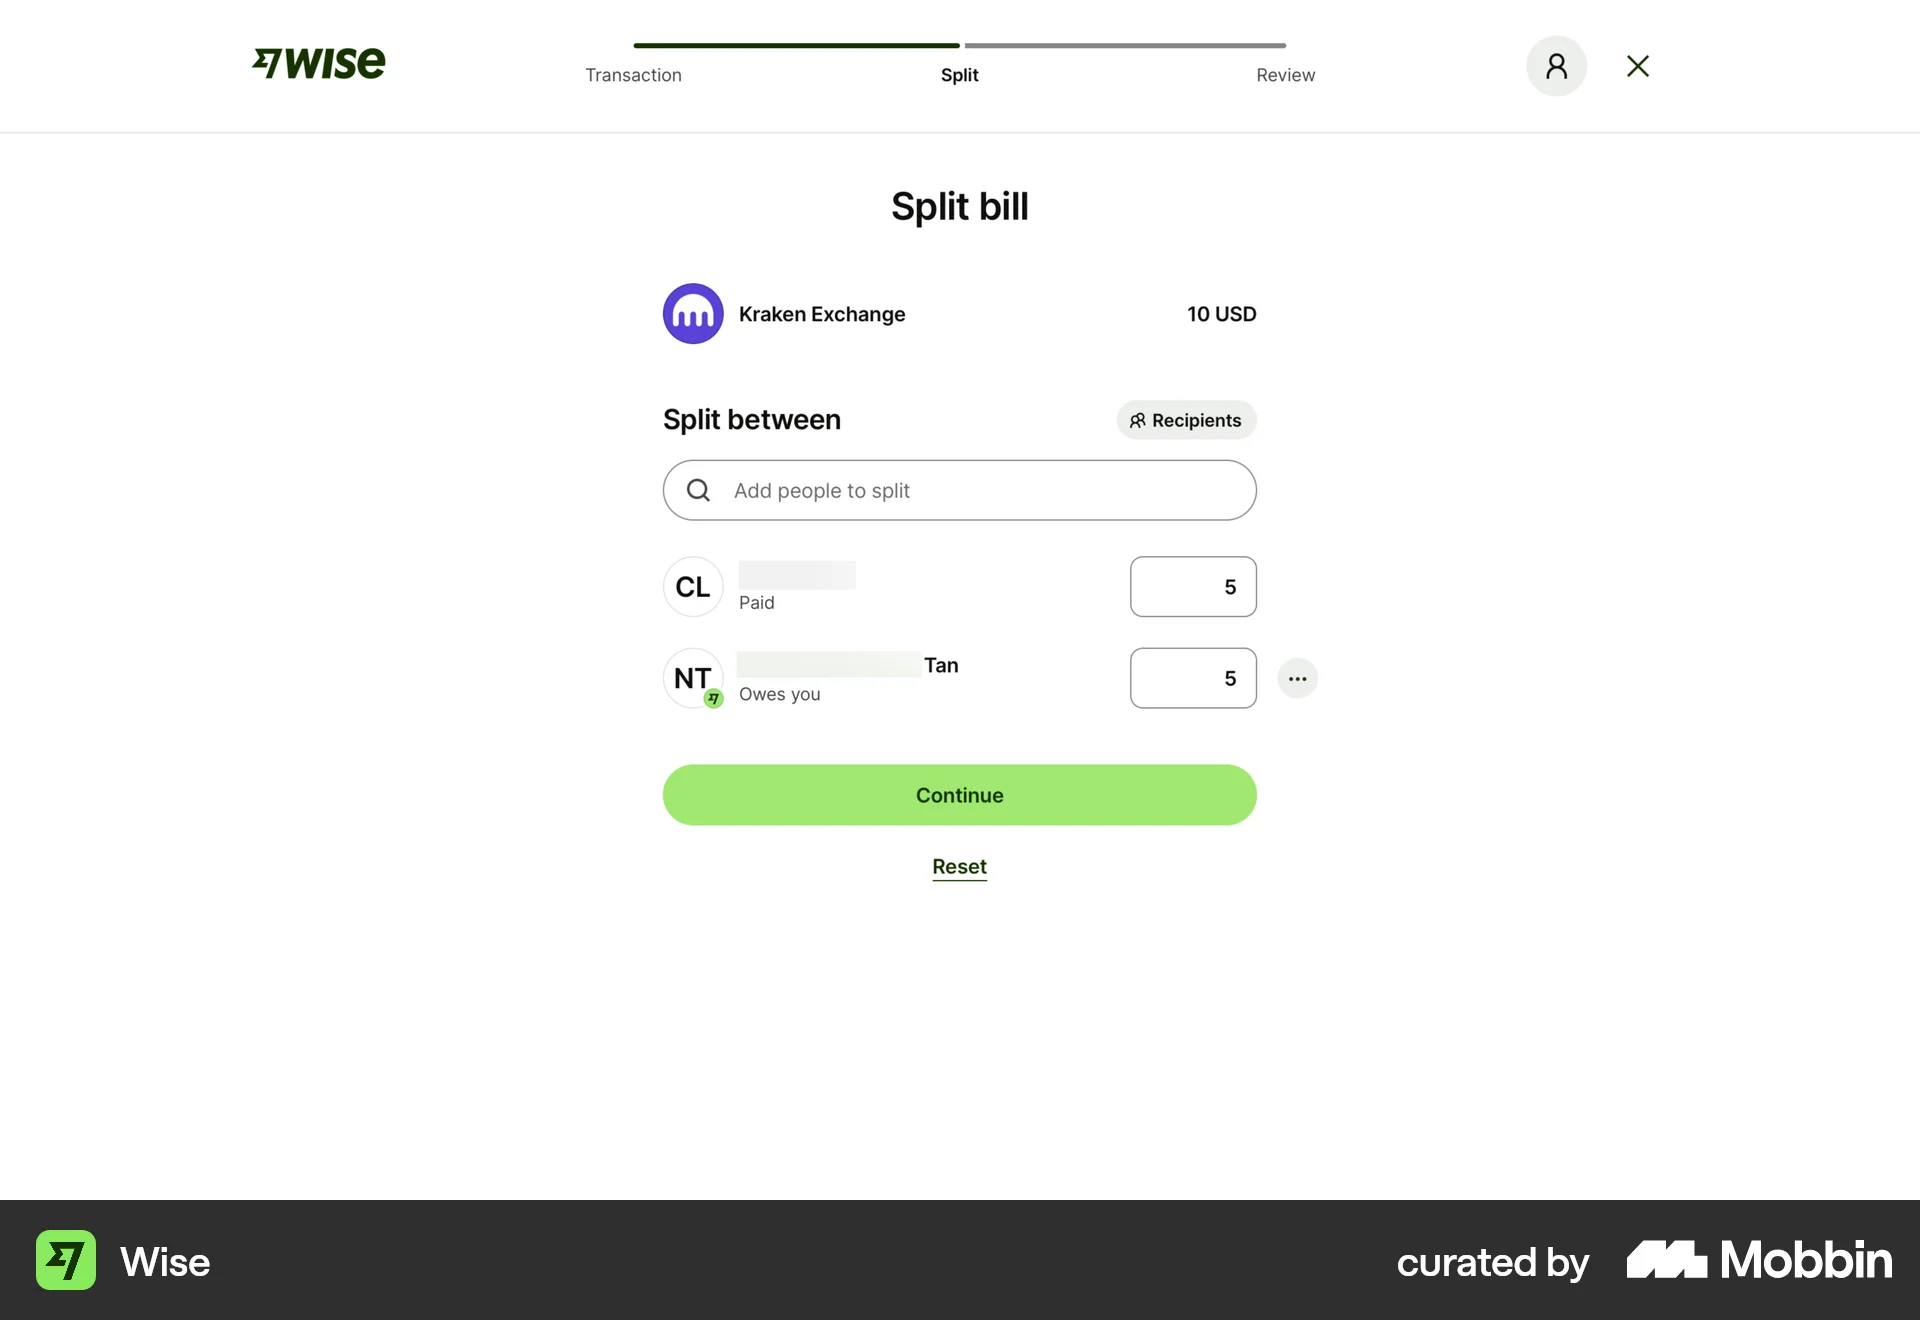 WISE
Transaction
Split
Review
Split bill
Kraken Exchange
10 USD
Split between
Recipients
Add people to split
CL
Paid
5
NT
Tan
Owes you
5
Continue
Reset
Wise
curated by
Mobbin